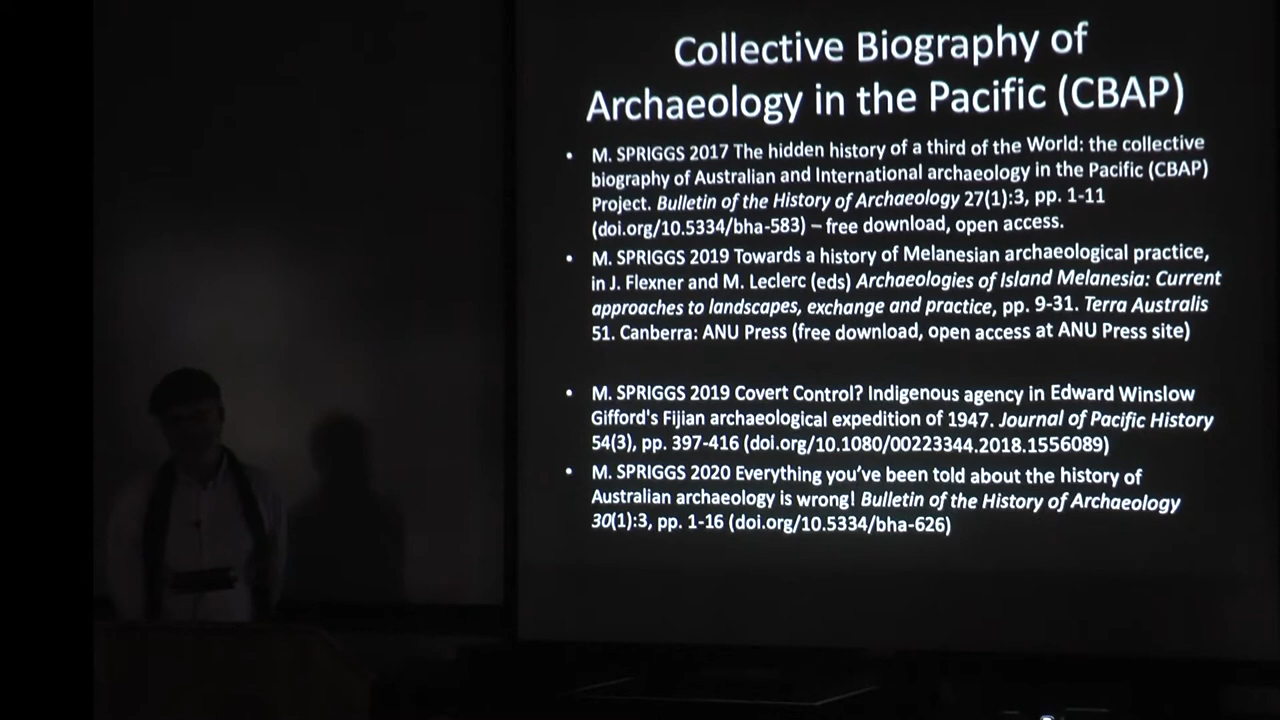 Collective Biography of
Archaeology in the Pacific (CBAP)
• M. SPRIGGS 2017 The hidden history of a third of the World: the collective
biography of Australian and International archaeology in the Pacific (CBAP)
Project. Bulletin of the History of Archaeology 27(1):3, pp. 1-11
(doi.org/10.5334/bha-583) – free download, open access.
• M. SPRIGGS 2019 Towards a history of Melanesian archaeological practice,
in J. Flexner and M. Leclerc (eds) Archaeologies of Island Melanesia: Current
approaches to landscapes, exchange and practice, pp. 9-31. Terra Australis
51. Canberra: ANU Press (free download, open access at ANU Press site)
• M. SPRIGGS 2019 Covert Control? Indigenous agency in Edward Winslow
Gifford's Fijian archaeological expedition of 1947. Journal of Pacific History
54(3), pp. 397-416 (doi.org/10.1080/00223344.2018.1556089)
• M. SPRIGGS 2020 Everything you’ve been told about the history of
Australian archaeology is wrong! Bulletin of the History of Archaeology
30(1):3, pp. 1-16 (doi.org/10.5334/bha-626)